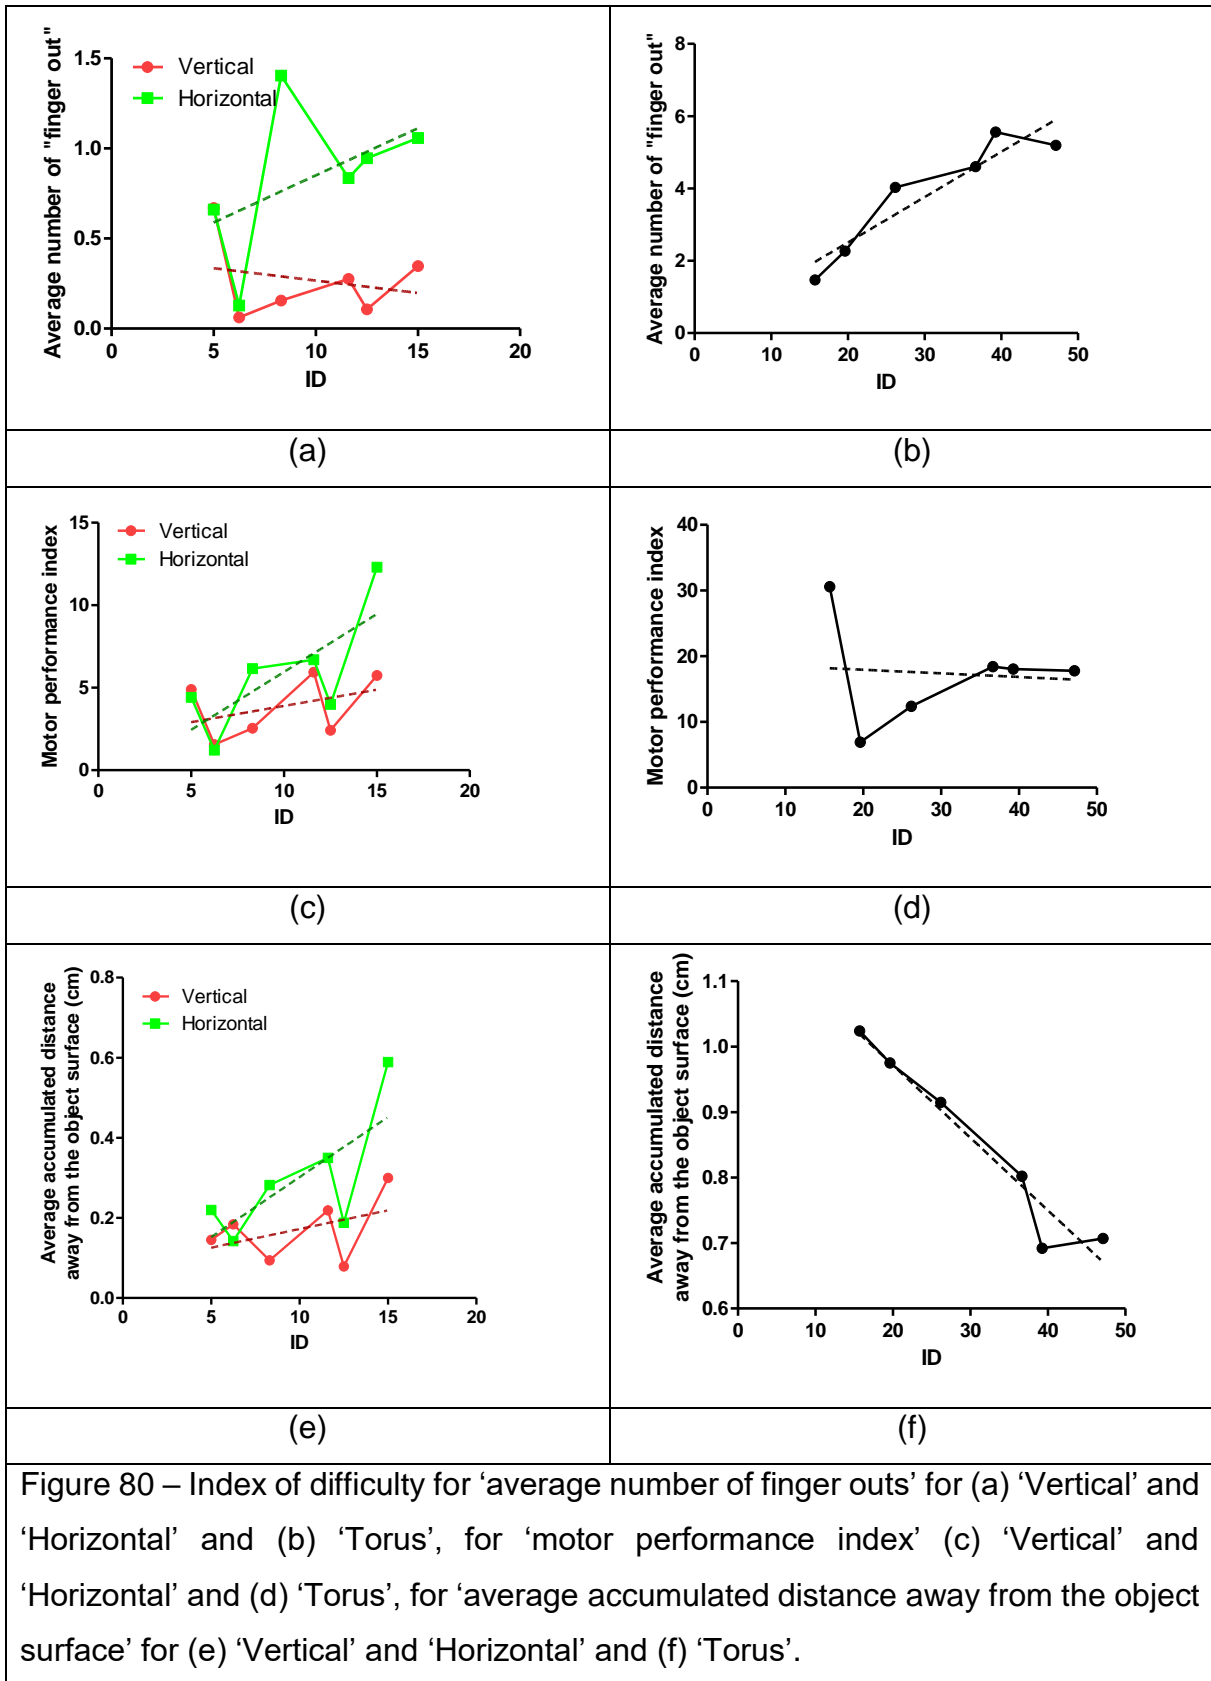 Average number of "finger out"
1.5
1.0
0.5
0.0
Vertical
Horizontal
0 5 10 15 20
ID
Average number of "finger out"
8
6
4
2
0
0 10 20 30 40 50
ID
(a)
(b)
Motor performance index
15
10
5
0
Vertical
Horizontal
0 5 10 15 20
ID
Motor performance index
40
30
20
10
0
0 10 20 30 40 50
ID
(c)
(d)
Average accumulated distance
away from the object surface (cm)
0.8
0.6
0.4
0.2
0.0
Vertical
Horizontal
0 5 10 15 20
ID
Average accumulated distance
away from the object surface (cm)
1.1
1.0
0.9
0.8
0.7
0.6
0 10 20 30 40 50
ID
(e)
(f)
Figure 80 – Index of difficulty for ‘average number of finger outs’ for (a) ‘Vertical’ and
‘Horizontal’ and (b) ‘Torus’, for ‘motor performance index’ (c) ‘Vertical’ and
‘Horizontal’ and (d) ‘Torus’, for ‘average accumulated distance away from the object
surface’ for (e) ‘Vertical’ and ‘Horizontal’ and (f) ‘Torus’.